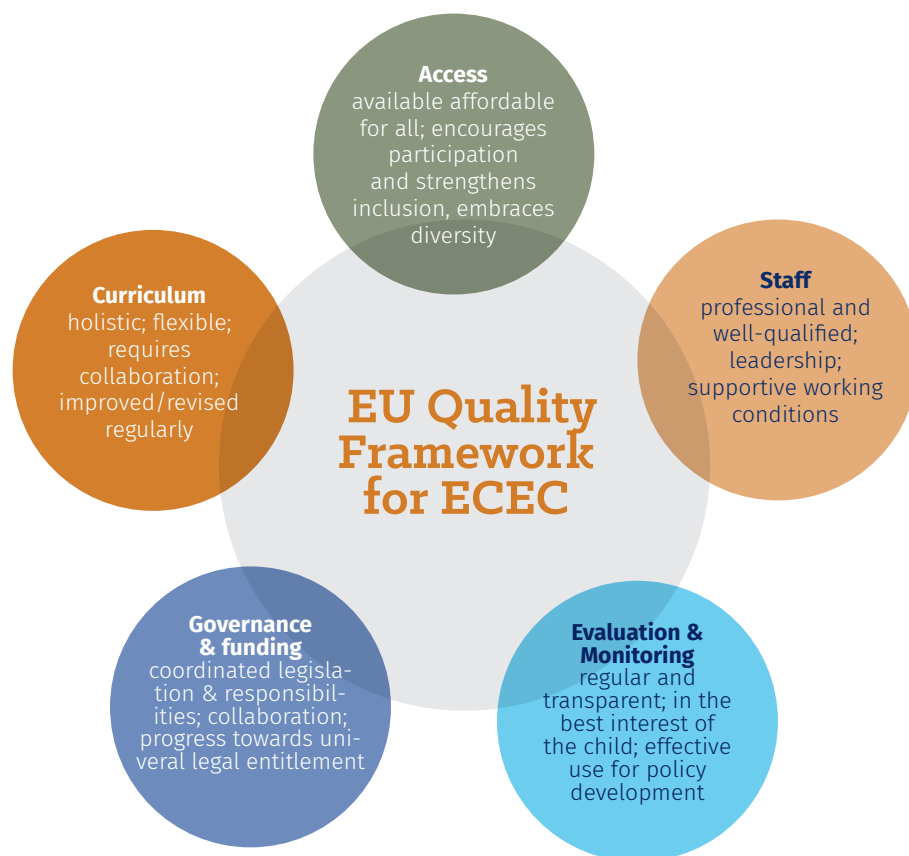 Access
available affordable
for all; encourages
participation
and strengthens
inclusion, embraces
diversity
Staff
professional and
well-qualified;
leadership;
supportive working
conditions
Curriculum
holistic; flexible;
requires
collaboration;
improved/revised
regularly
EU Quality
Framework
for ECEC
Governance
& funding
coordinated legisla-
tion & responsibil-
ities; collaboration;
progress towards uni-
veral legal entitlement
Evaluation &
Monitoring
regular and
transparent; in the
best interest of
the child; effective
use for policy
development